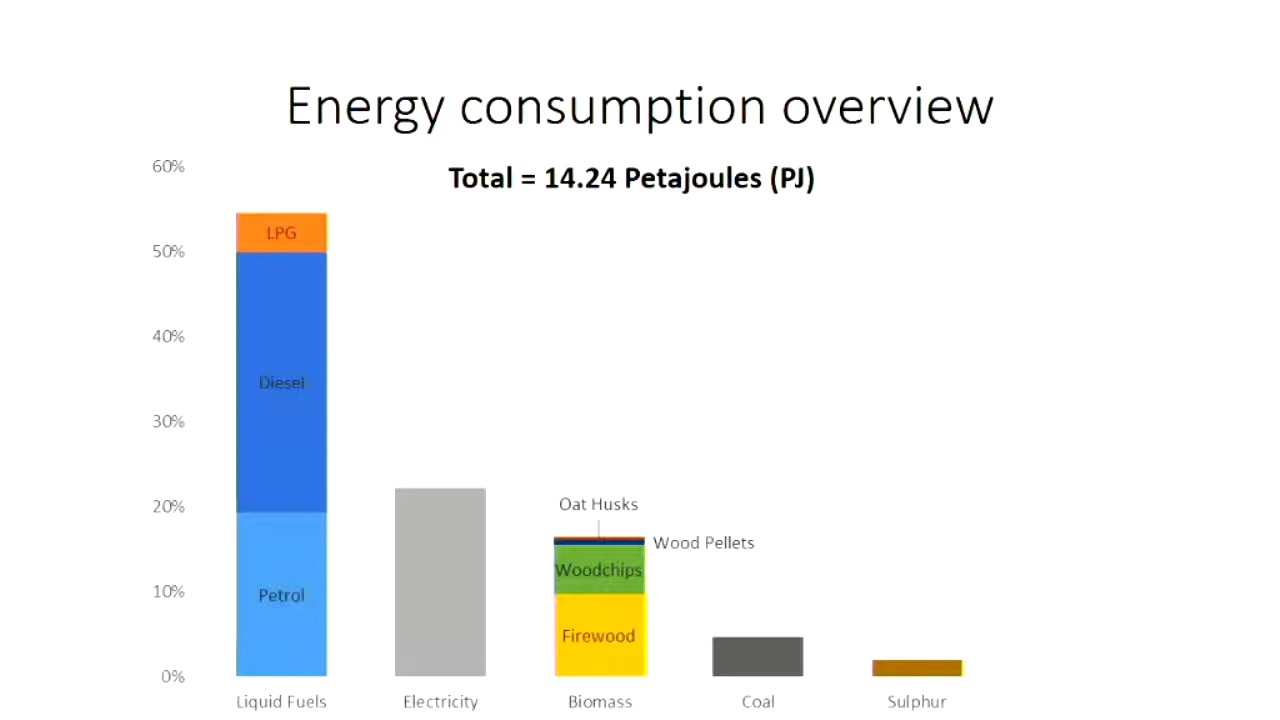 Energy consumption overview
Total = 14.24 Petajoules (PJ)
60%
50%
40%
30%
20%
10%
0%
LPG
Diesel
Petrol
Oat Husks
Wood Pellets
Woodchips
Firewood
Liquid Fuels
Electricity
Biomass
Coal
Sulphur